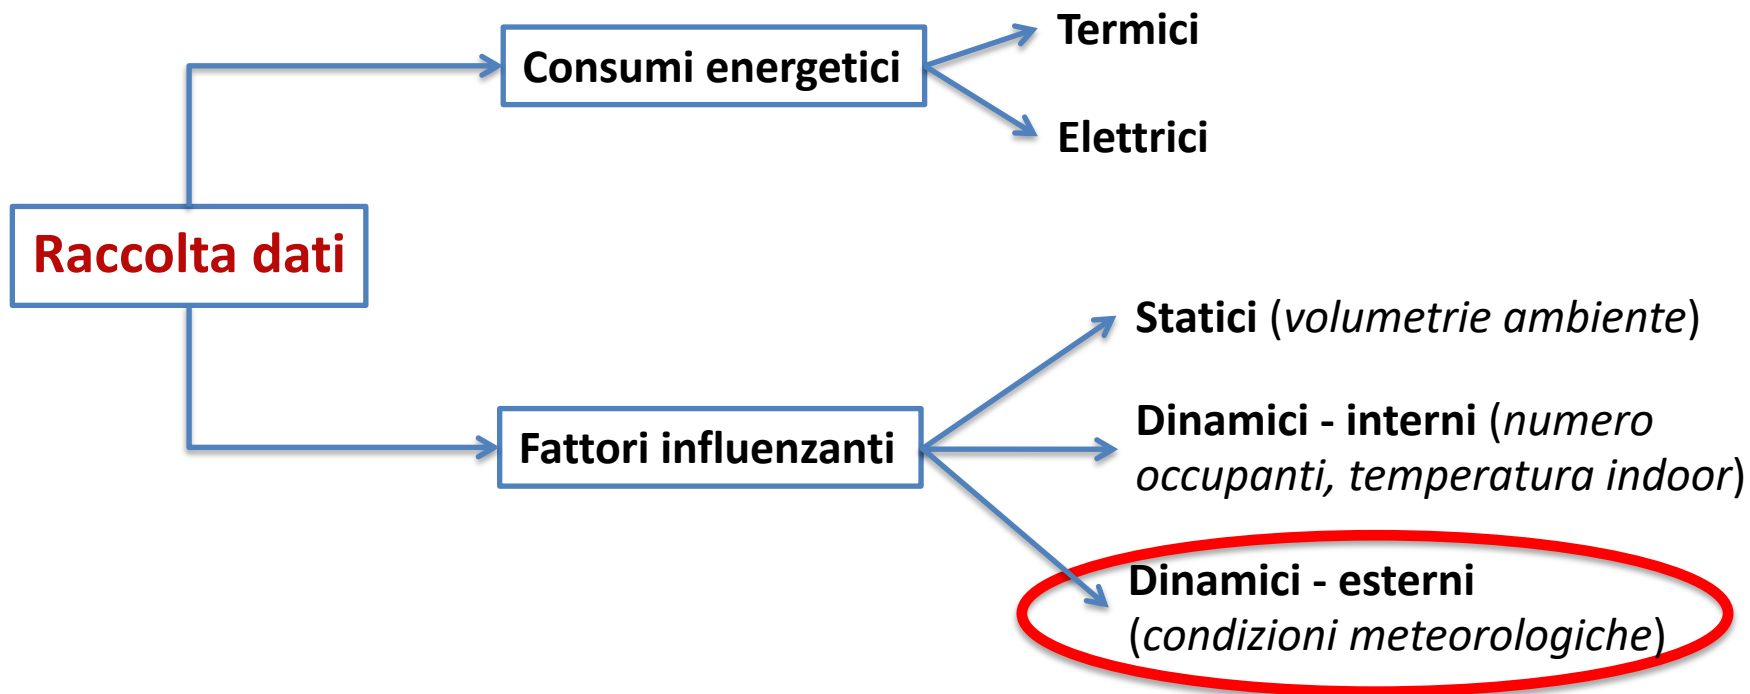 Termici
Consumi energetici
Elettrici
Raccolta dati
Statici (volumetrie ambiente)
Dinamici - interni (numero
occupanti, temperatura indoor)
Fattori influenzanti
Dinamici - esterni
(condizioni meteorologiche)